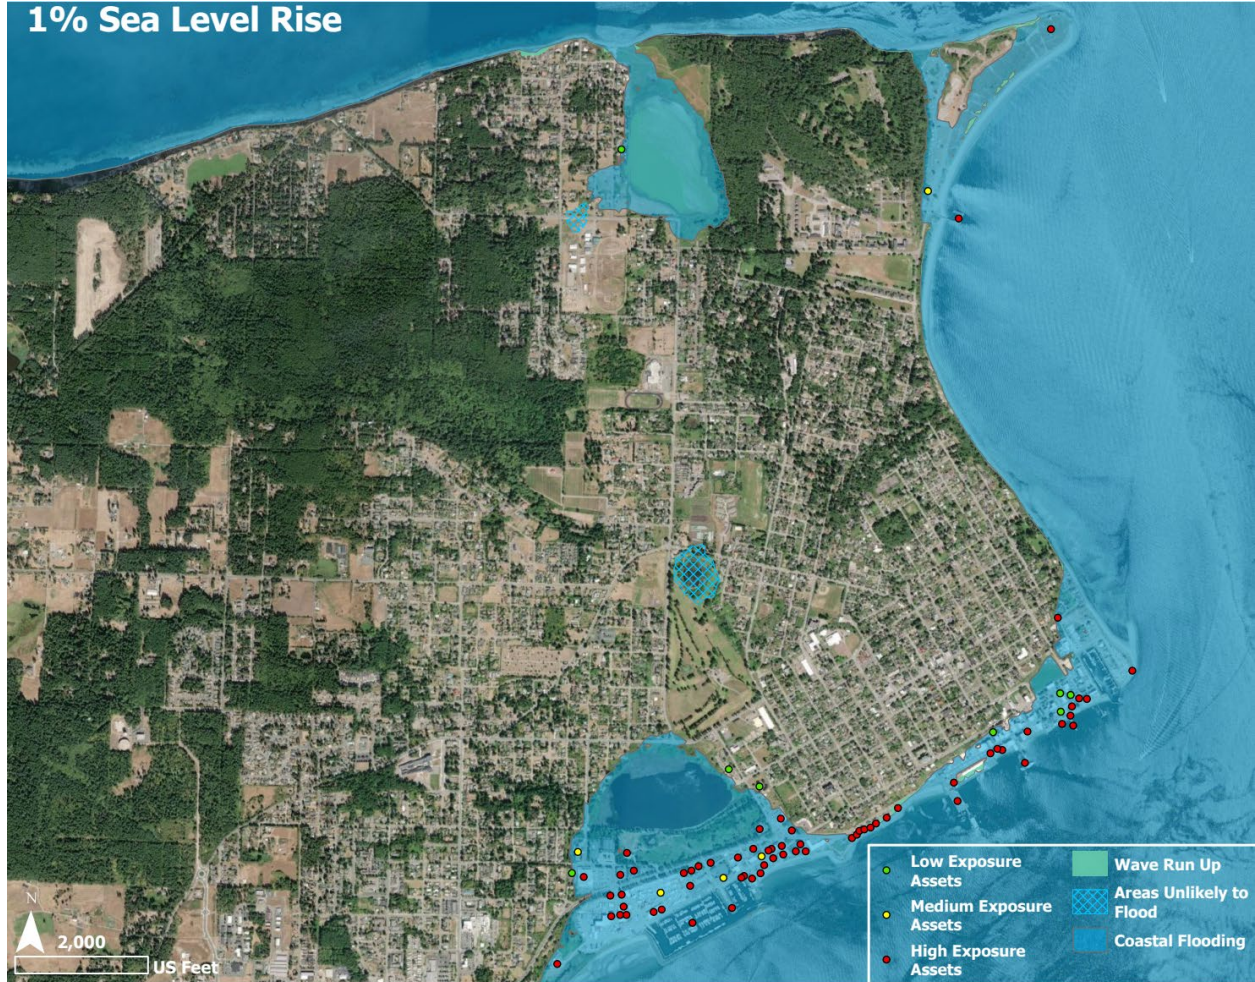 1% Sea Level Rise
Low Exposure
Assets
Medium Exposure
Assets
High Exposure
Assets
Wave Run Up
Areas Unlikely to
Flood
Coastal Flooding
N
2,000
US Feet